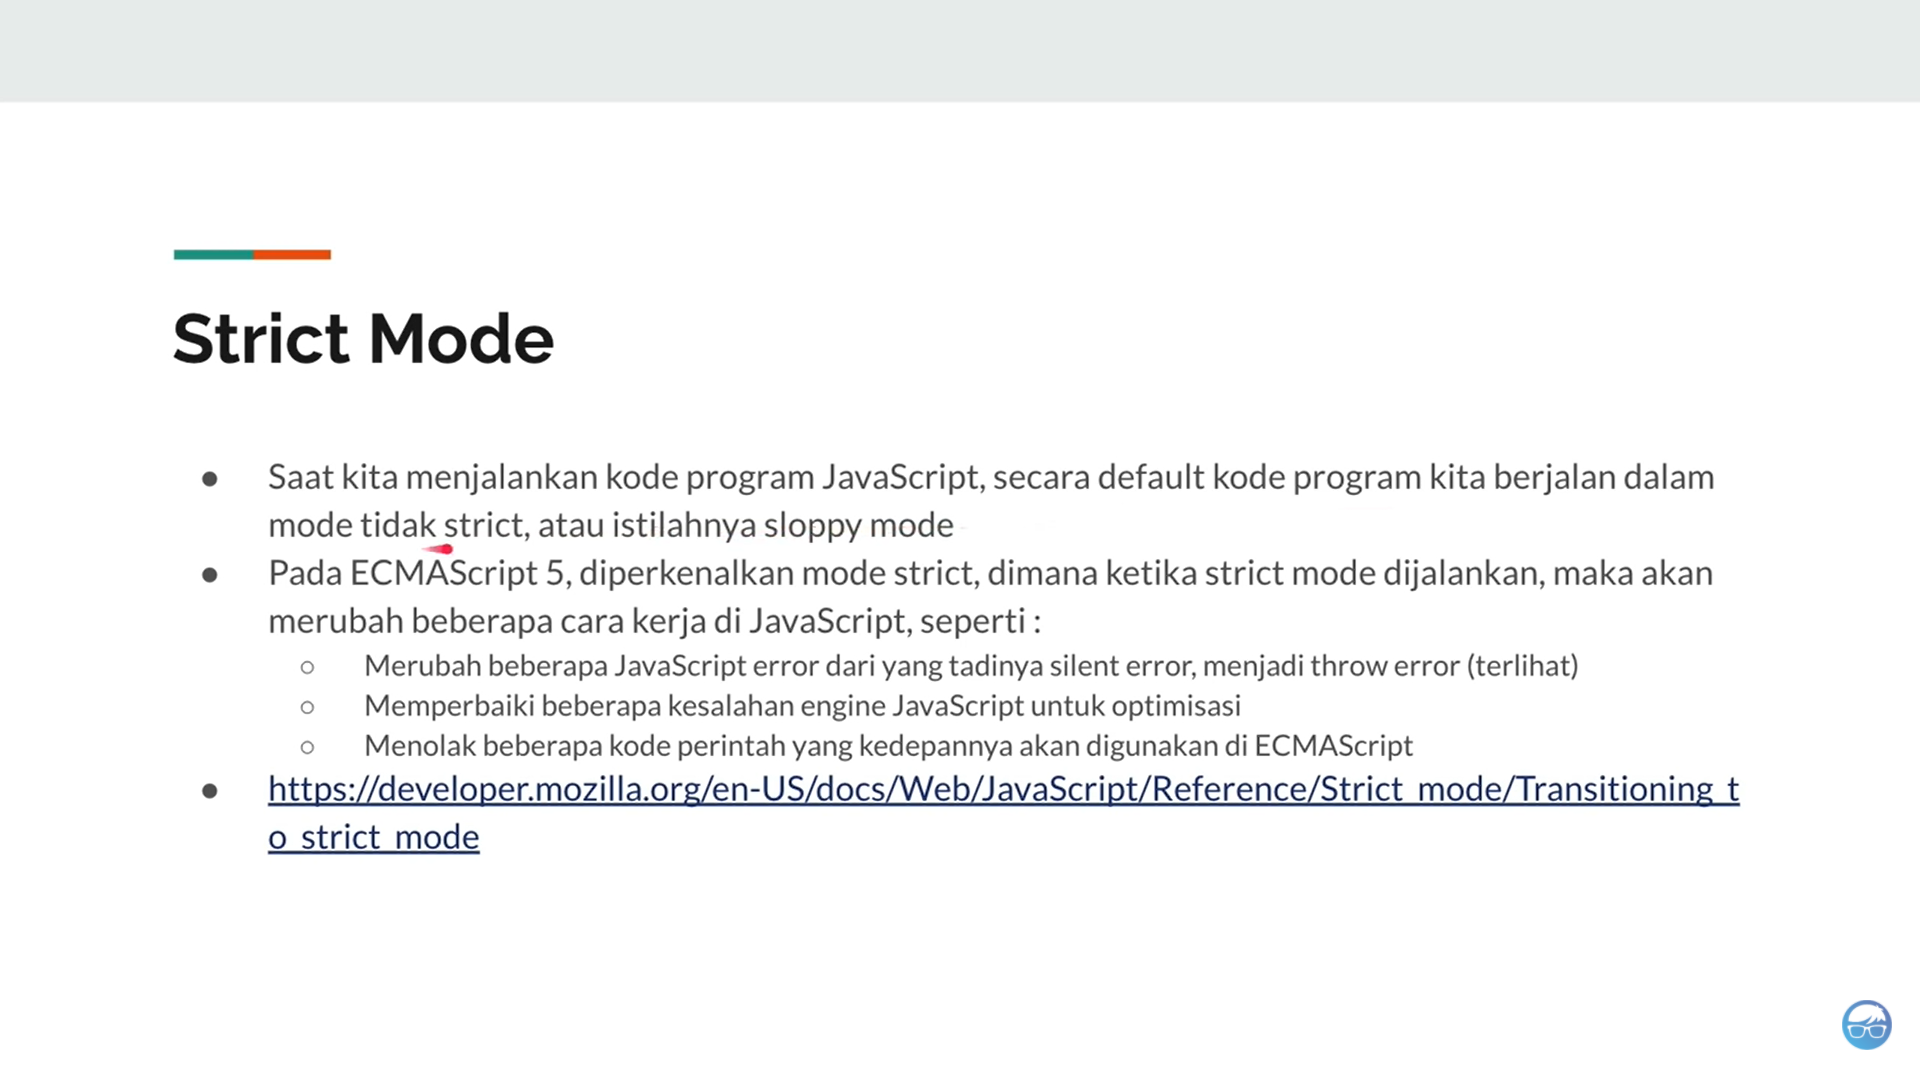 Strict Mode
● Saat kita menjalankan kode program JavaScript, secara default kode program kita berjalan dalam
mode tidak strict, atau istilahnya sloppy mode
● Pada ECMAScript 5, diperkenalkan mode strict, dimana ketika strict mode dijalankan, maka akan
merubah beberapa cara kerja di JavaScript, seperti :
○ Merubah beberapa JavaScript error dari yang tadinya silent error, menjadi throw error (terlihat)
○ Memperbaiki beberapa kesalahan engine JavaScript untuk optimisasi
○ Menolak beberapa kode perintah yang kedepannya akan digunakan di ECMAScript
● https://developer.mozilla.org/en-US/docs/Web/JavaScript/Reference/Strict_mode/Transitioning_t
o_strict_mode